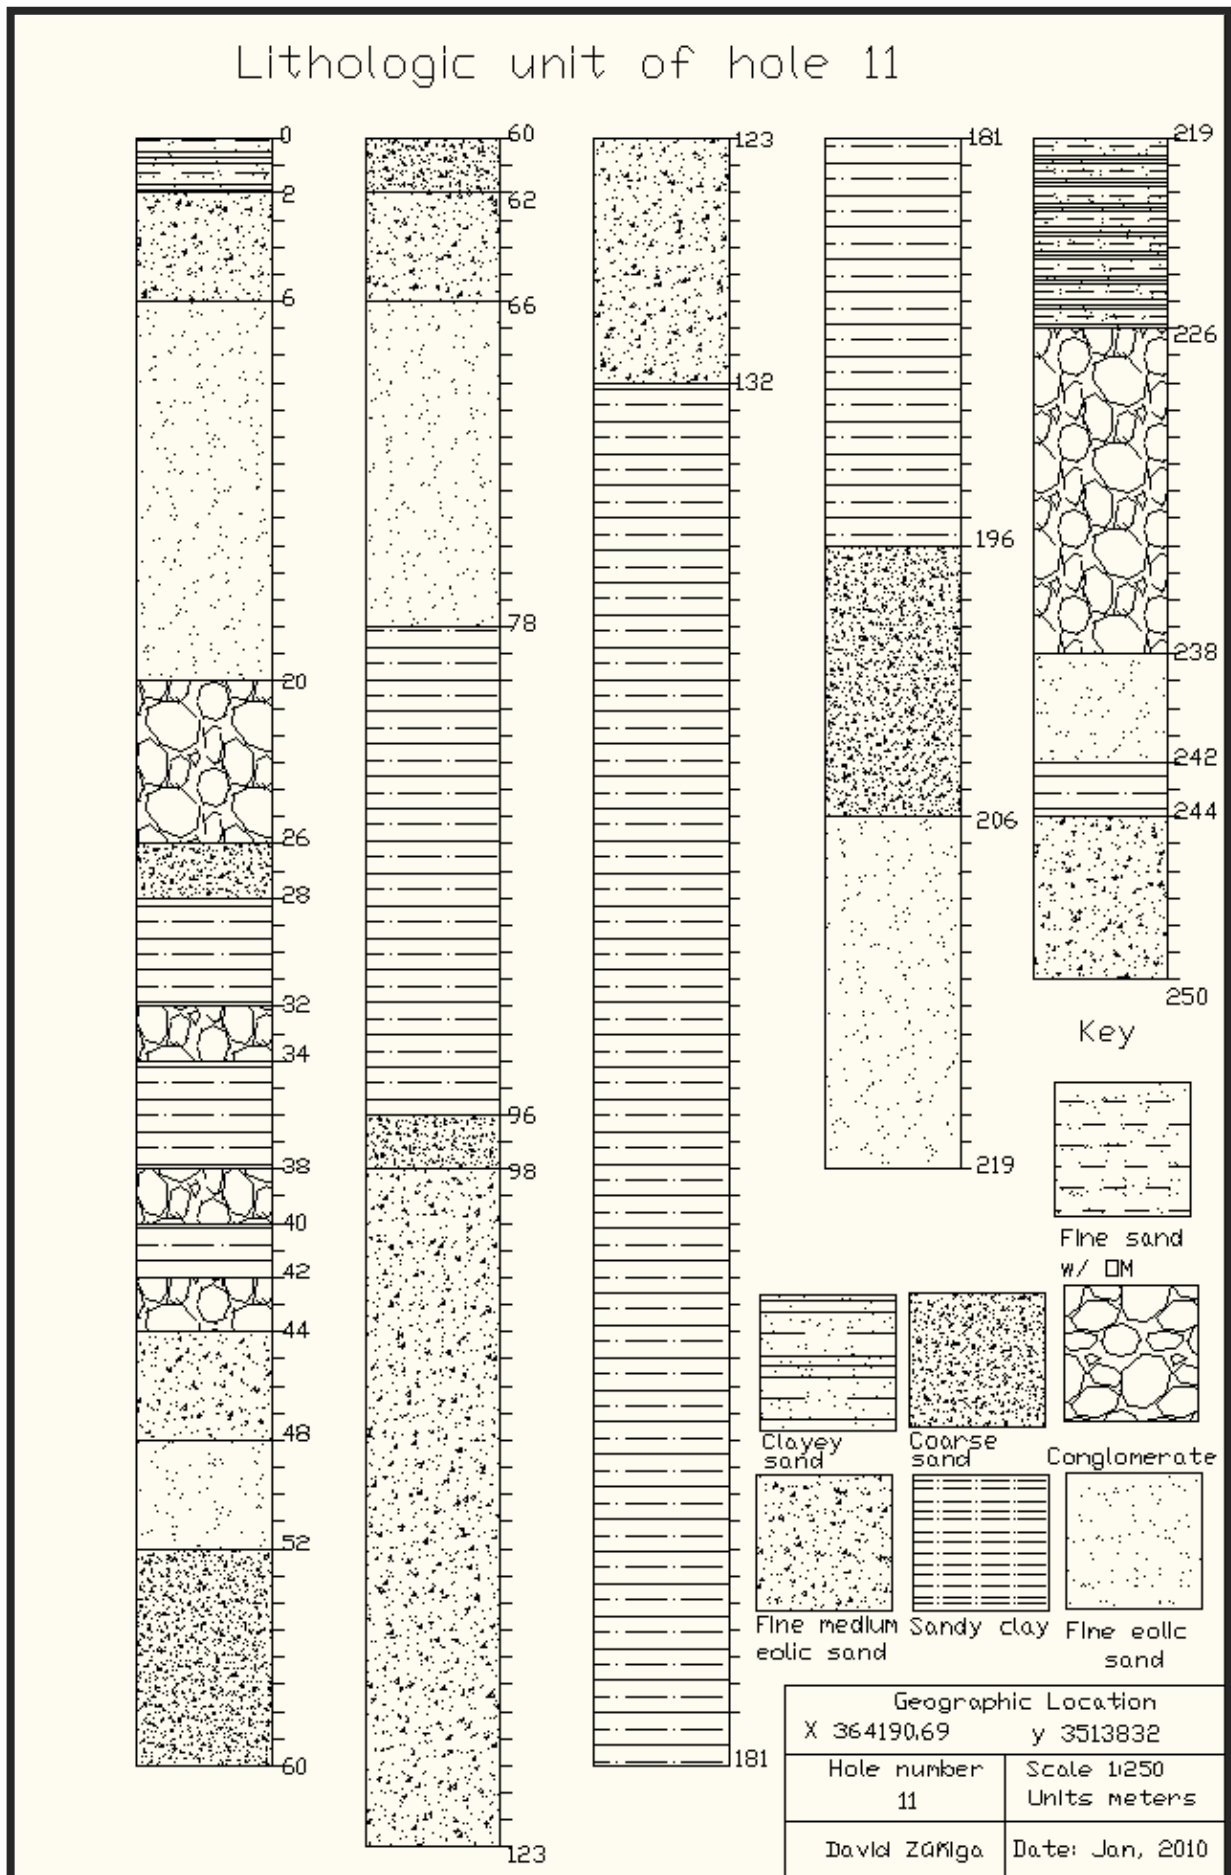 Lithologic unit of hole 11
0
2
6
20
26
28
32
34
38
40
42
44
48
52
60
60
62
66
78
96
98
123
123
132
181
181
196
206
219
219
226
238
242
244
250
Key
Fine sand
w/ OM
Clayey
sand
Coarse
sand
Conglomerate
Fine medium
eolic sand
Sandy clay
Fine eolic
sand
Geographic Location
X 364190.69 y 3513832
Hole number
11
Scale 1:250
Units meters
David Zúñiga
Date: Jan, 2010